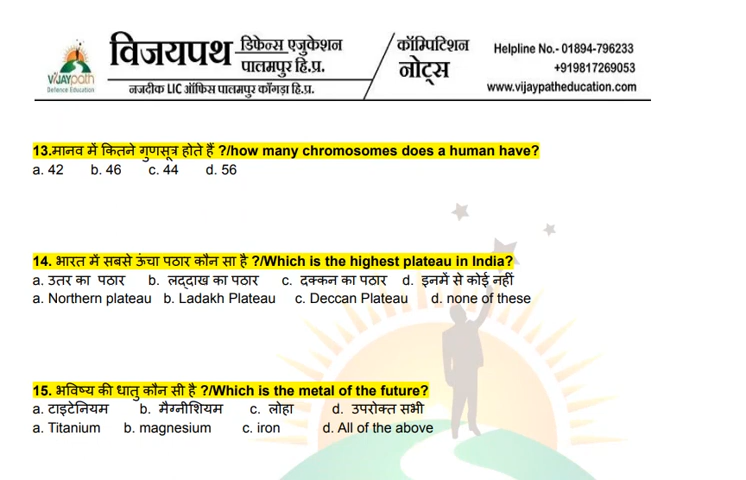 विजयपथ डिफेन्स एजुकेशन
पालमपुर हि.प्र.
नजदीक LIC ऑफिस पालमपुर काँगड़ा हि.प्र.
VIJAYpath
Defence Education
कॉम्पिटिशन
नोट्स
Helpline No.- 01894-796233
+919817269053
www.vijaypatheducation.com
13.मानव में कितने गुणसूत्र होते हैं ?/how many chromosomes does a human have?
a. 42 b. 46 c. 44 d. 56
14. भारत में सबसे ऊंचा पठार कौन सा है ?/Which is the highest plateau in India?
a. उतर का पठार b. लद्दाख का पठार c. दक्कन का पठार d. इनमें से कोई नहीं
a. Northern plateau b. Ladakh Plateau c. Deccan Plateau d. none of these
15. भविष्य की धातु कौन सी है ?/Which is the metal of the future?
a. टाइटेनियम b. मैग्नीशियम c. लोहा d. उपरोक्त सभी
a. Titanium b. magnesium c. iron d. All of the above